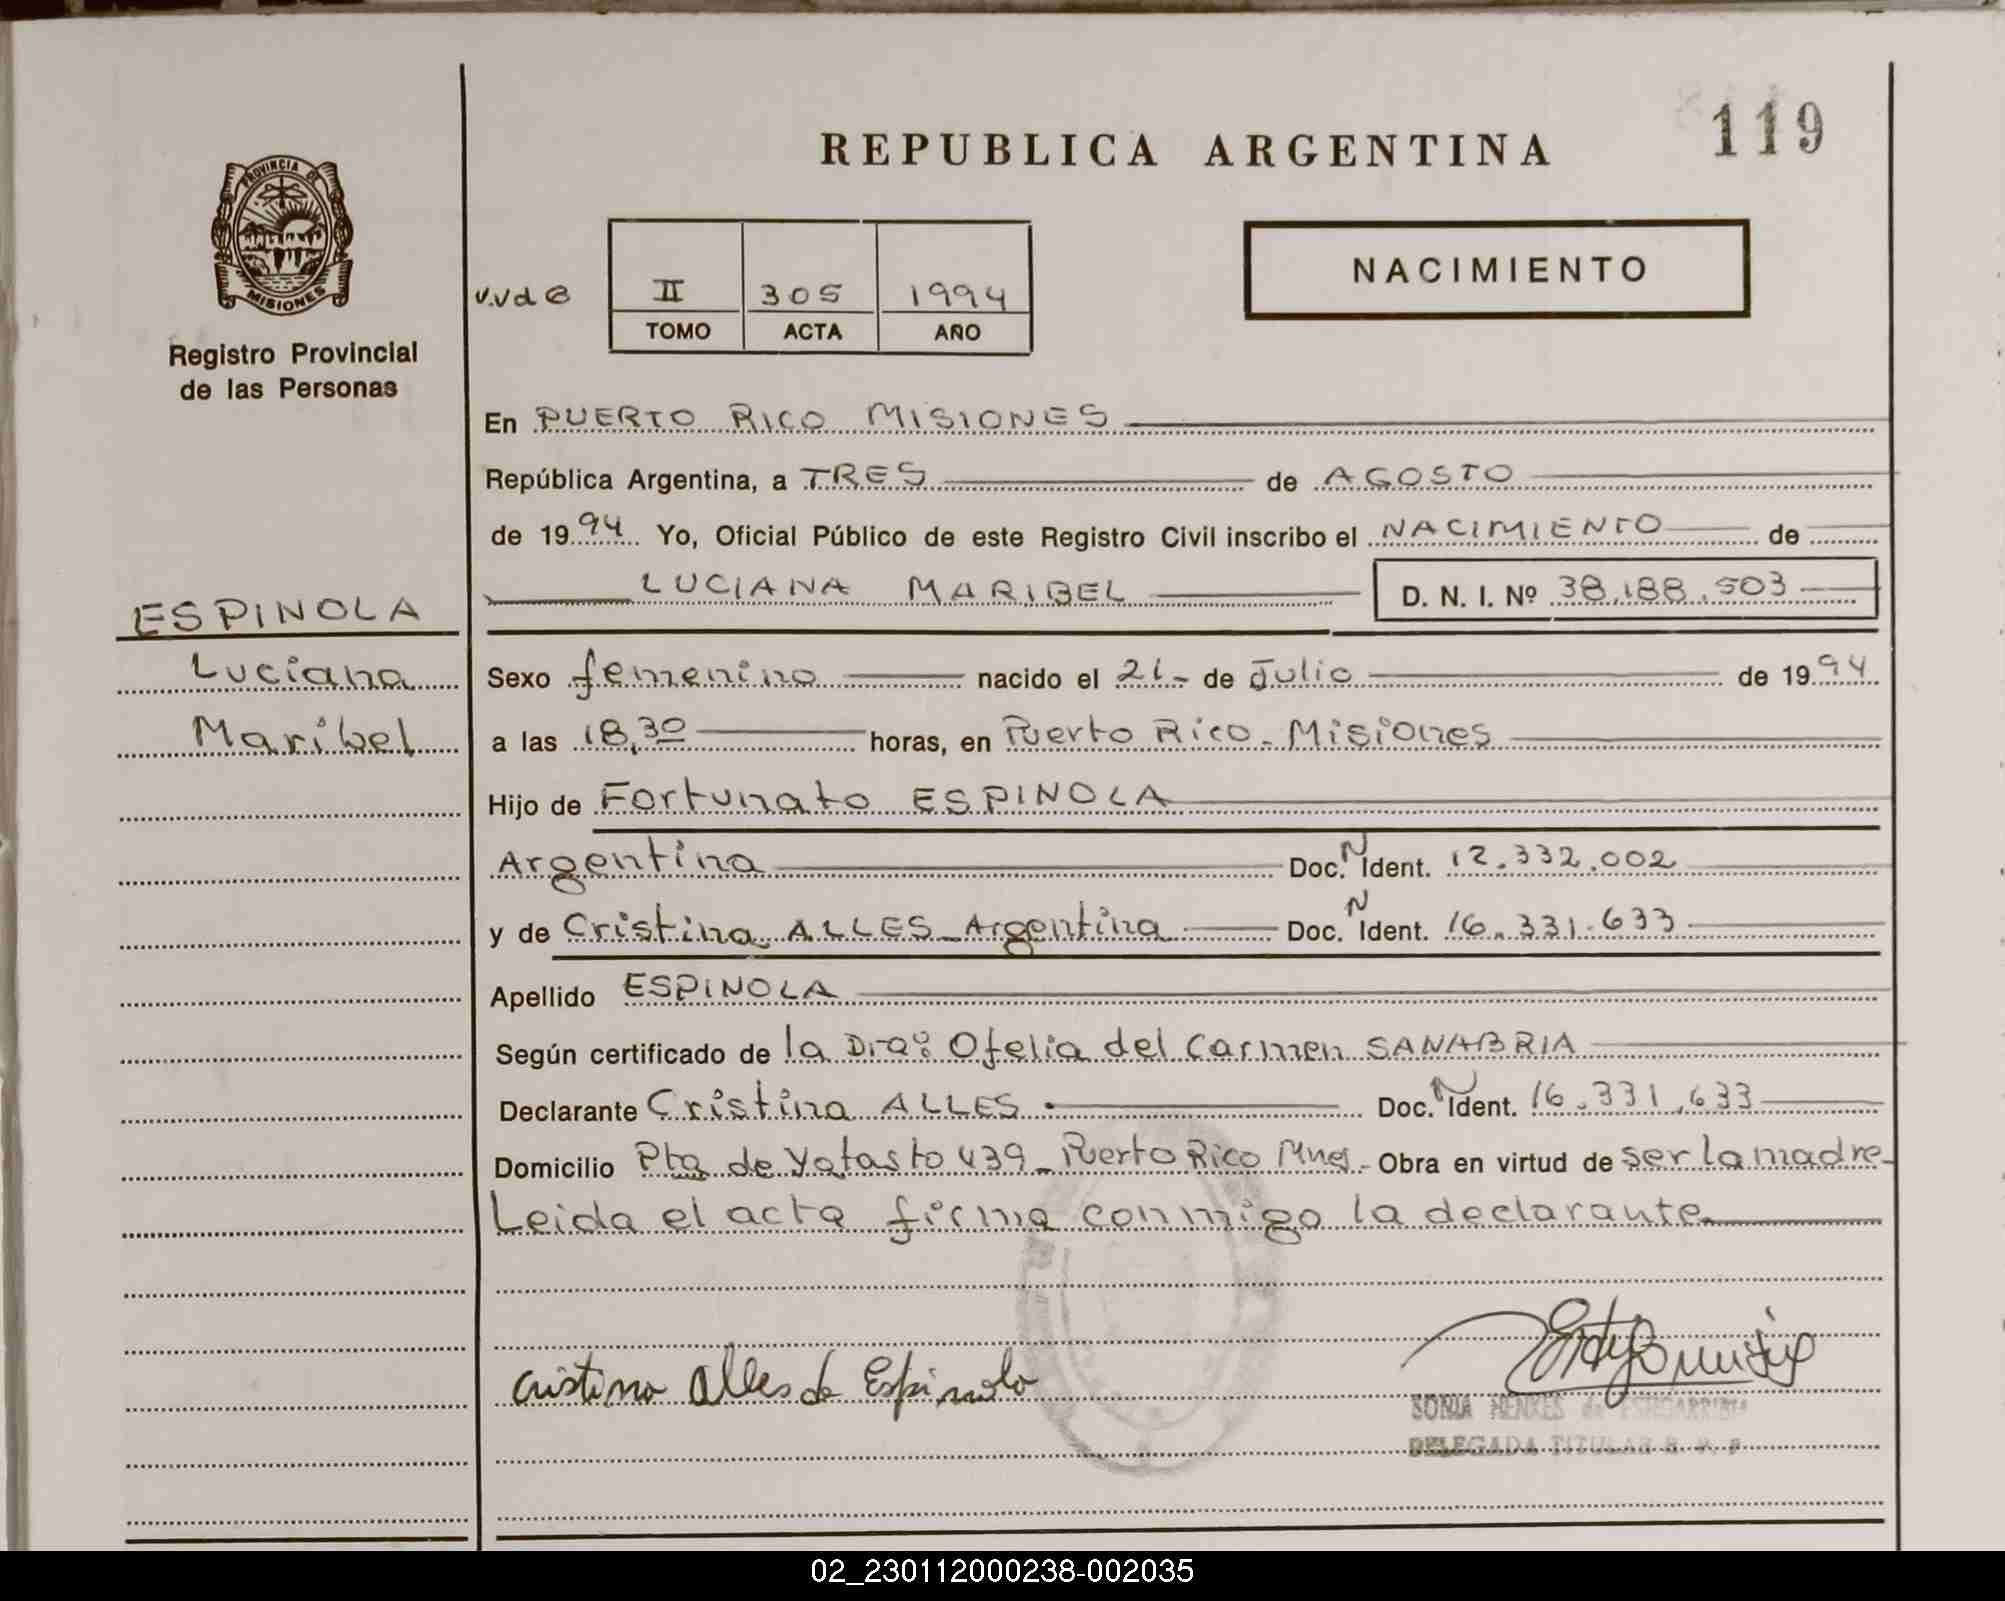 REPUBLICA ARGENTINA
119
PROVINCIA DE
MISIONES
Registro Provincial
de las Personas
v.v d e
II 305 1994
TOMO ACTA AÑO
NACIMIENTO
En PUERTO RICO MISIONES
República Argentina, a TRES de AGOSTO
de 1994 Yo, Oficial Público de este Registro Civil inscribo el NACIMIENTO de
LUCIANA MARIBEL D. N. I. Nº 38.188.503
ESPINOLA
Luciana
Maribel
Sexo femenino nacido el 21- de Julio de 1994
a las 18,30 horas, en Puerto Rico - Misiones
Hijo de Fortunato ESPINOLA
Argentina Doc. N Ident. 12.332.002
y de Cristina ALLES - Argentina Doc. N Ident. 16.331.633
Apellido ESPINOLA
Según certificado de la Dra: Ofelia del Carmen SANABRIA
Declarante Cristina ALLES Doc. N Ident. 16.331.633
Domicilio Pta de Yatasto 439 - Puerto Rico Mnes - Obra en virtud de ser la madre -
Leida el acta firma conmigo la declarante
Cristina Alles de Espinola
SONIA MENXES de
DELEGADA TITULAR R. P. P
02_230112000238-002035